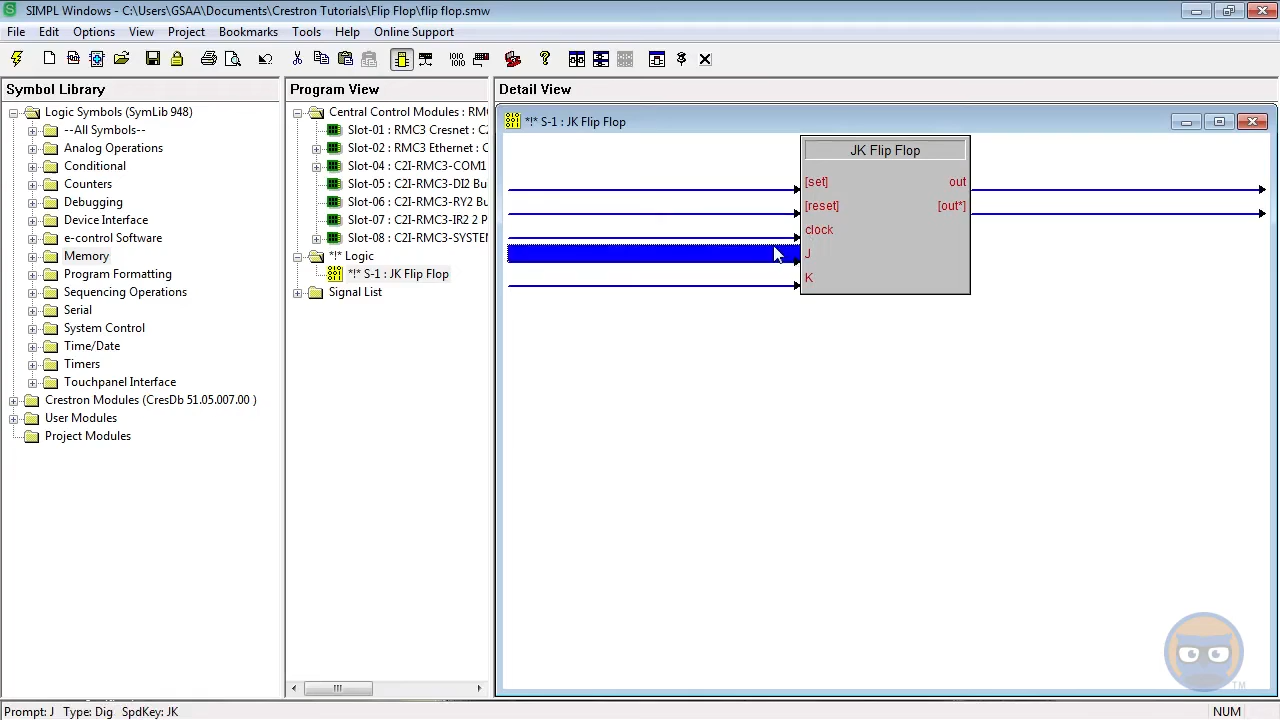 SIMPL Windows - C:\Users\GSAA\Documents\Crestron Tutorials\Flip Flop\flip flop.smw
File Edit Options View Project Bookmarks Tools Help Online Support
Symbol Library
Logic Symbols (SymLib 948)
--All Symbols--
Analog Operations
Conditional
Counters
Debugging
Device Interface
e-control Software
Memory
Program Formatting
Sequencing Operations
Serial
System Control
Time/Date
Timers
Touchpanel Interface
Crestron Modules (CresDb 51.05.007.00 )
User Modules
Project Modules
Program View
Central Control Modules : RMC
Slot-01 : RMC3 Cresnet : C2
Slot-02 : RMC3 Ethernet : C
Slot-04 : C2I-RMC3-COM1
Slot-05 : C2I-RMC3-DI2 Bu
Slot-06 : C2I-RMC3-RY2 Bu
Slot-07 : C2I-RMC3-IR2 2 P
Slot-08 : C2I-RMC3-SYSTEM
*!* Logic
*!* S-1 : JK Flip Flop
Signal List
Detail View
*!* S-1 : JK Flip Flop
JK Flip Flop
[set] out
[reset] [out*]
clock
J
K
TM
Prompt: J Type: Dig SpdKey: JK
NUM